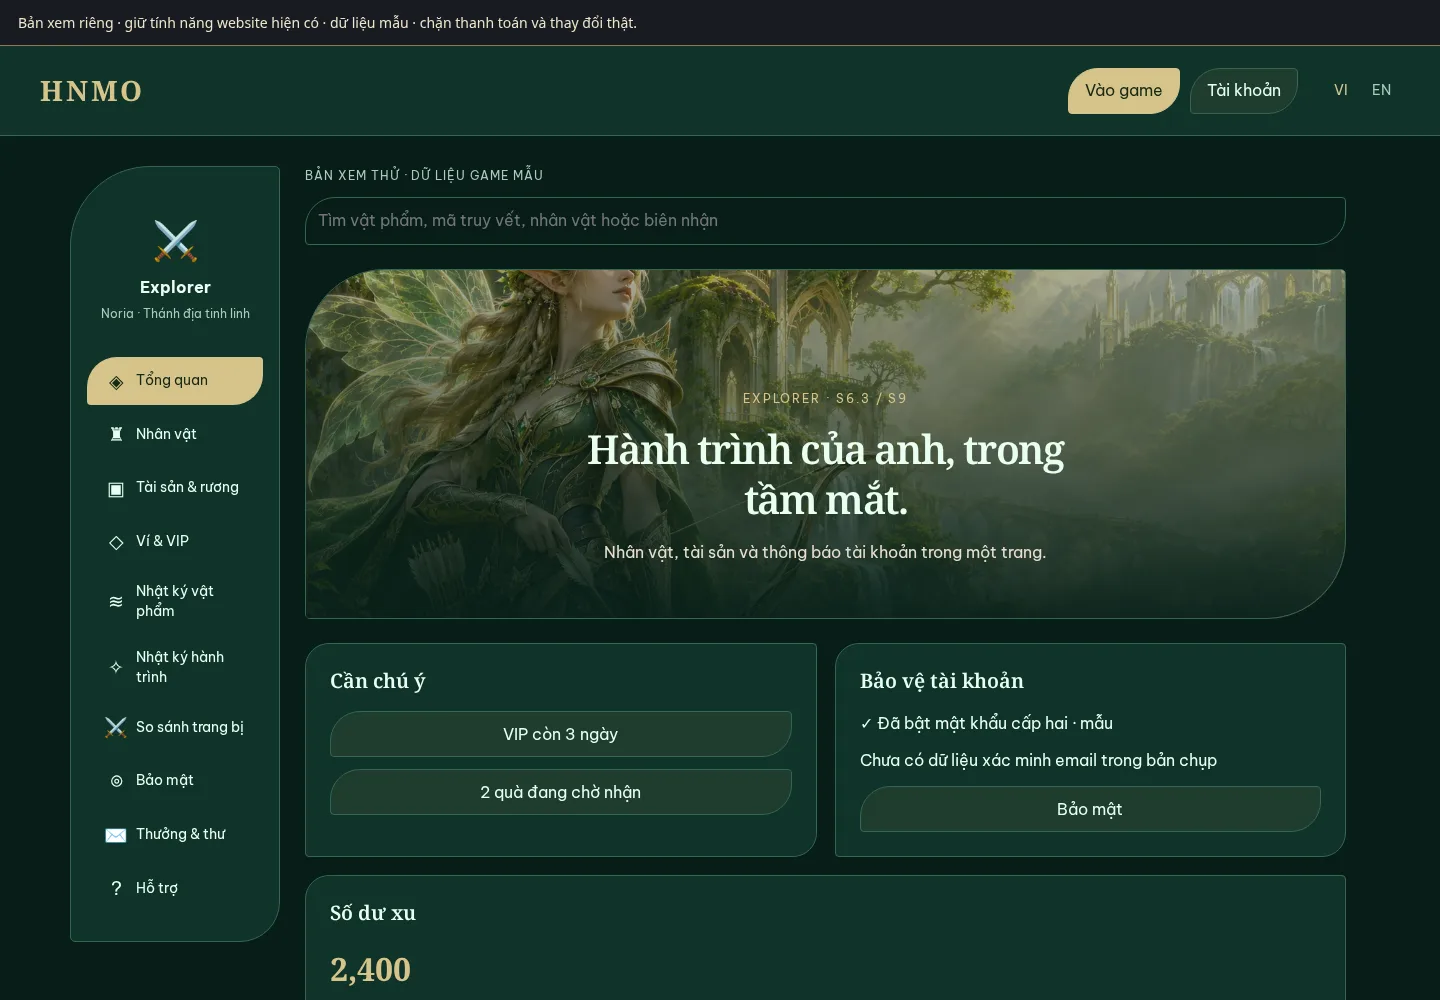 Bản xem riêng · giữ tính năng website hiện có · dữ liệu mẫu · chặn thanh toán và thay đổi thật.
HNMO
Vào game
Tài khoản
VI
EN
Explorer
Noria · Thánh địa tinh linh
Tổng quan
Nhân vật
Tài sản & rương
Ví & VIP
Nhật ký vật
phẩm
Nhật ký hành
trình
So sánh trang bị
Bảo mật
Thưởng & thư
? Hỗ trợ
BẢN XEM THỬ · DỮ LIỆU GAME MẪU
Tìm vật phẩm, mã truy vết, nhân vật hoặc biên nhận
EXPLORER · S6.3 / S9
Hành trình của anh, trong
tầm mắt.
Nhân vật, tài sản và thông báo tài khoản trong một trang.
Cần chú ý
VIP còn 3 ngày
2 quà đang chờ nhận
Bảo vệ tài khoản
✓ Đã bật mật khẩu cấp hai · mẫu
Chưa có dữ liệu xác minh email trong bản chụp
Bảo mật
Số dư xu
2,400